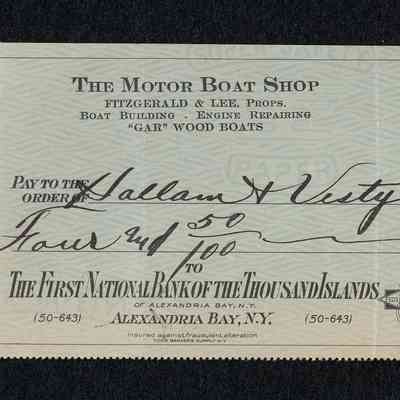 THE MOTOR BOAT SHOP
FITZGERALD & LEE, PROPS.
BOAT BUILDING - ENGINE REPAIRING
"GAR" WOOD BOATS
PAY TO THE
ORDER OF Hallam & Visty
Four and 50/100
TO
THE FIRST NATIONAL BANK OF THE THOUSAND ISLANDS
OF ALEXANDRIA BAY, N.Y.
(50-643) ALEXANDRIA BAY, N.Y. (50-643)
Insured against fraudulent alteration